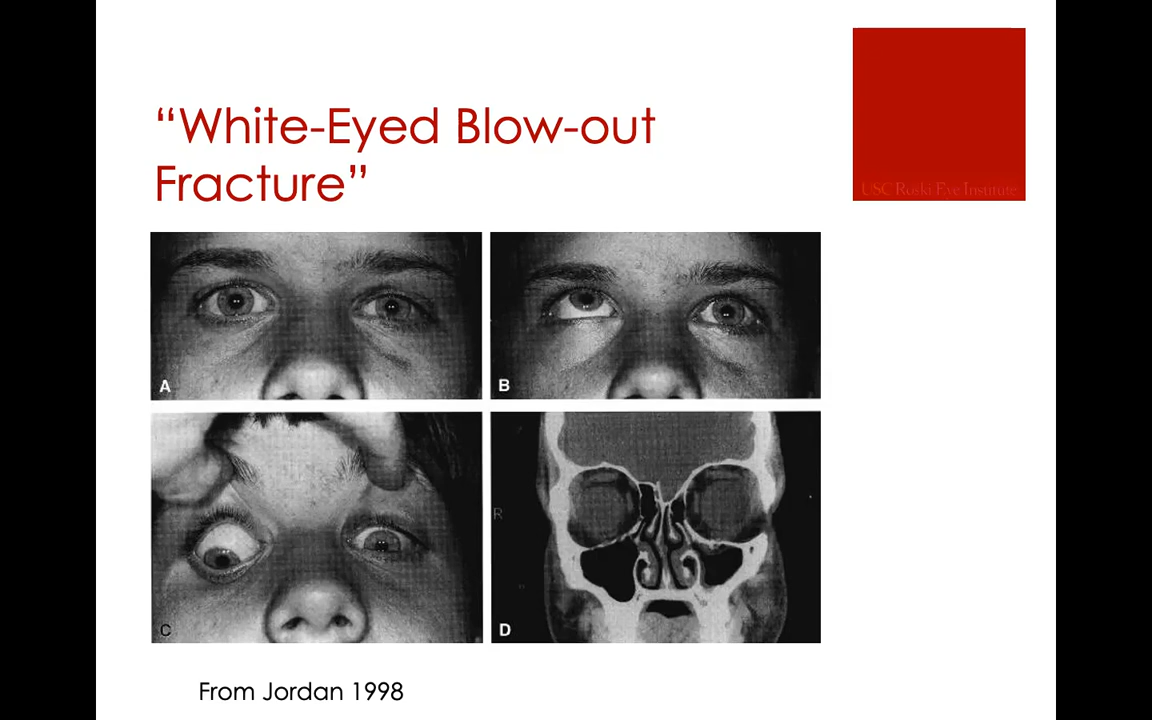 “White-Eyed Blow-out
Fracture”
USC Roski Eye Institute
A
B
R
C
D
From Jordan 1998